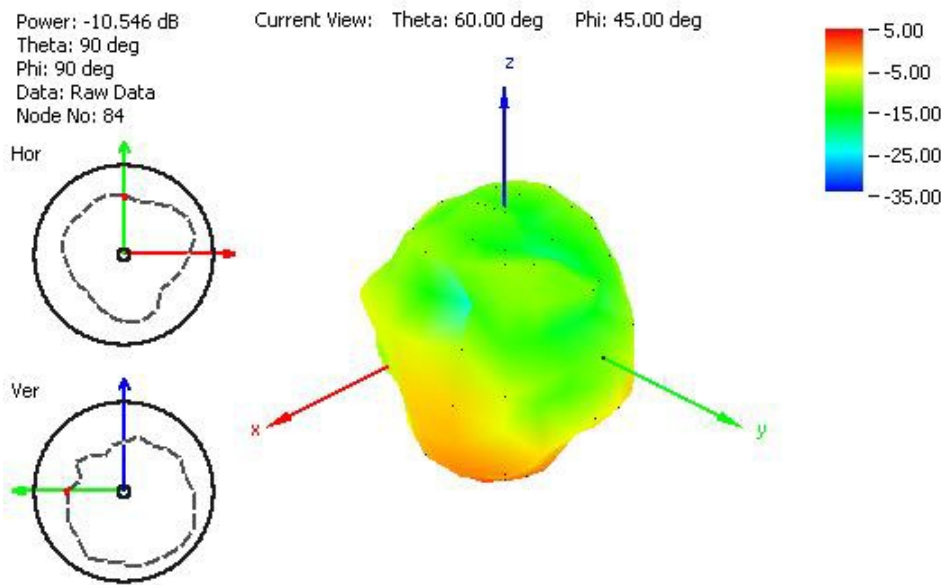 Power: -10.546 dB
Theta: 90 deg
Phi: 90 deg
Data: Raw Data
Node No: 84
Current View: Theta: 60.00 deg Phi: 45.00 deg
5.00
-5.00
-15.00
-25.00
-35.00
Hor
z
x
y
Ver